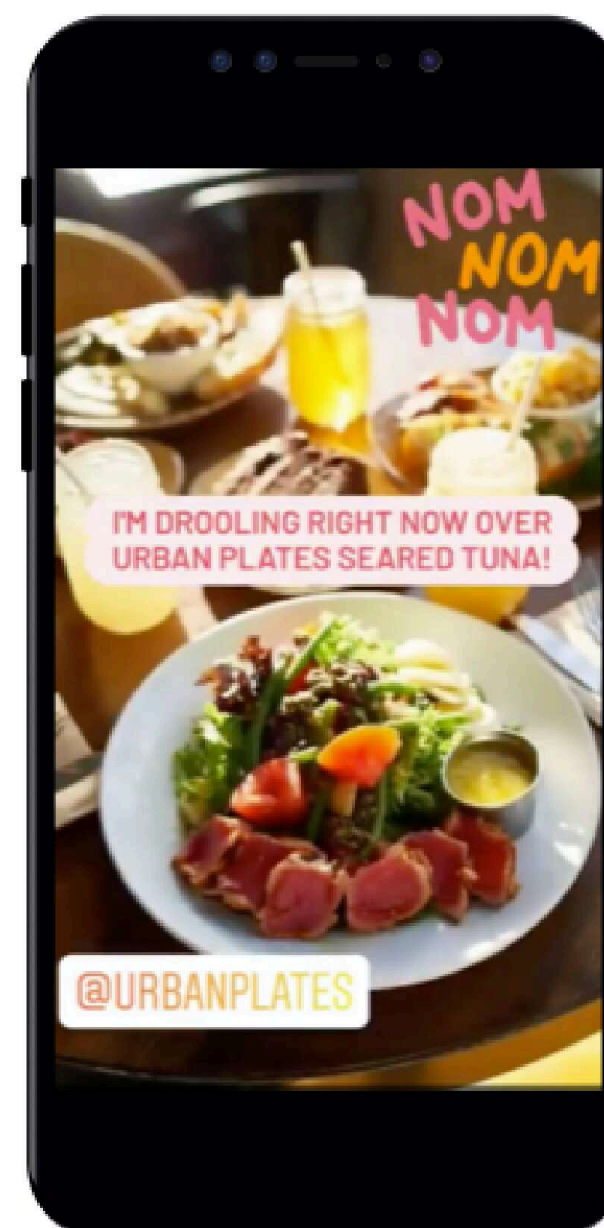 NOM
NOM
NOM
I'M DROOLING RIGHT NOW OVER
URBAN PLATES SEARED TUNA!
@URBANPLATES